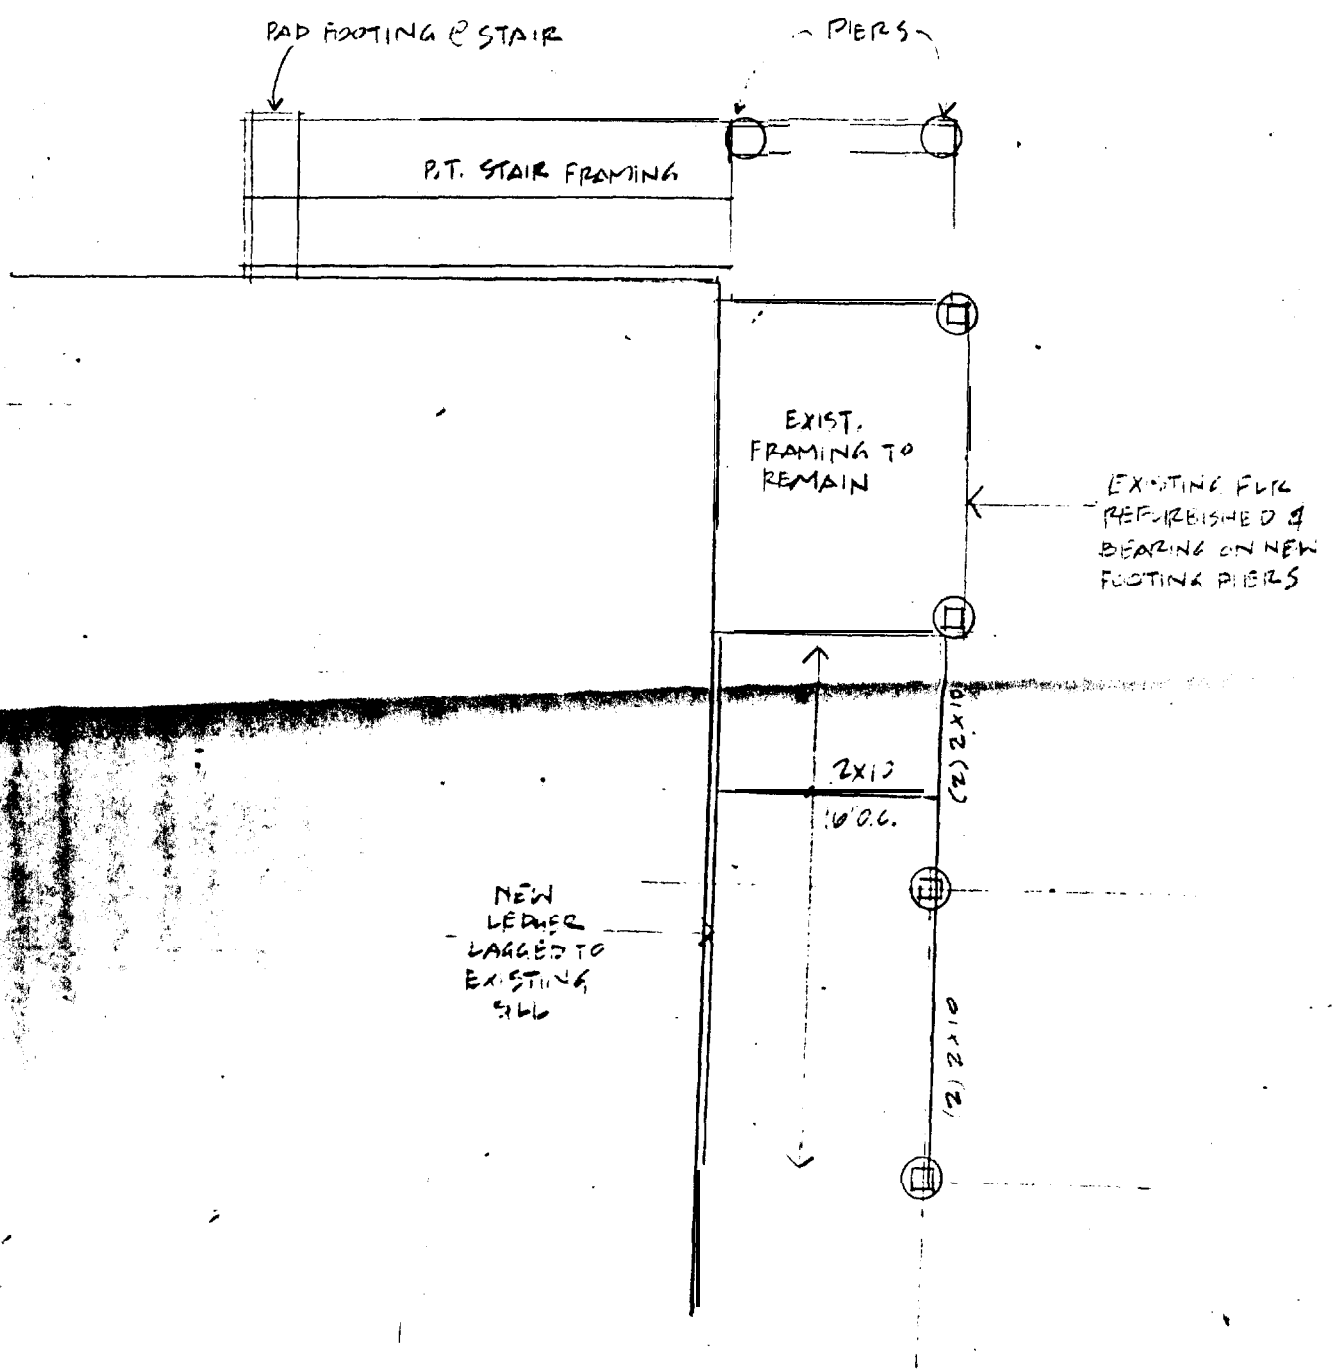 PAD FOOTING @ STAIR
PIERS
P.T. STAIR FRAMING
EXIST.
FRAMING TO
REMAIN
EXISTING
REFURBISHED &
BEARING ON NEW
FOOTING PIERS
(2) 2X10
2X10
16" O.C.
NEW
LEDGER
LAGGED TO
EXISTING
SILL
(2) 2X10